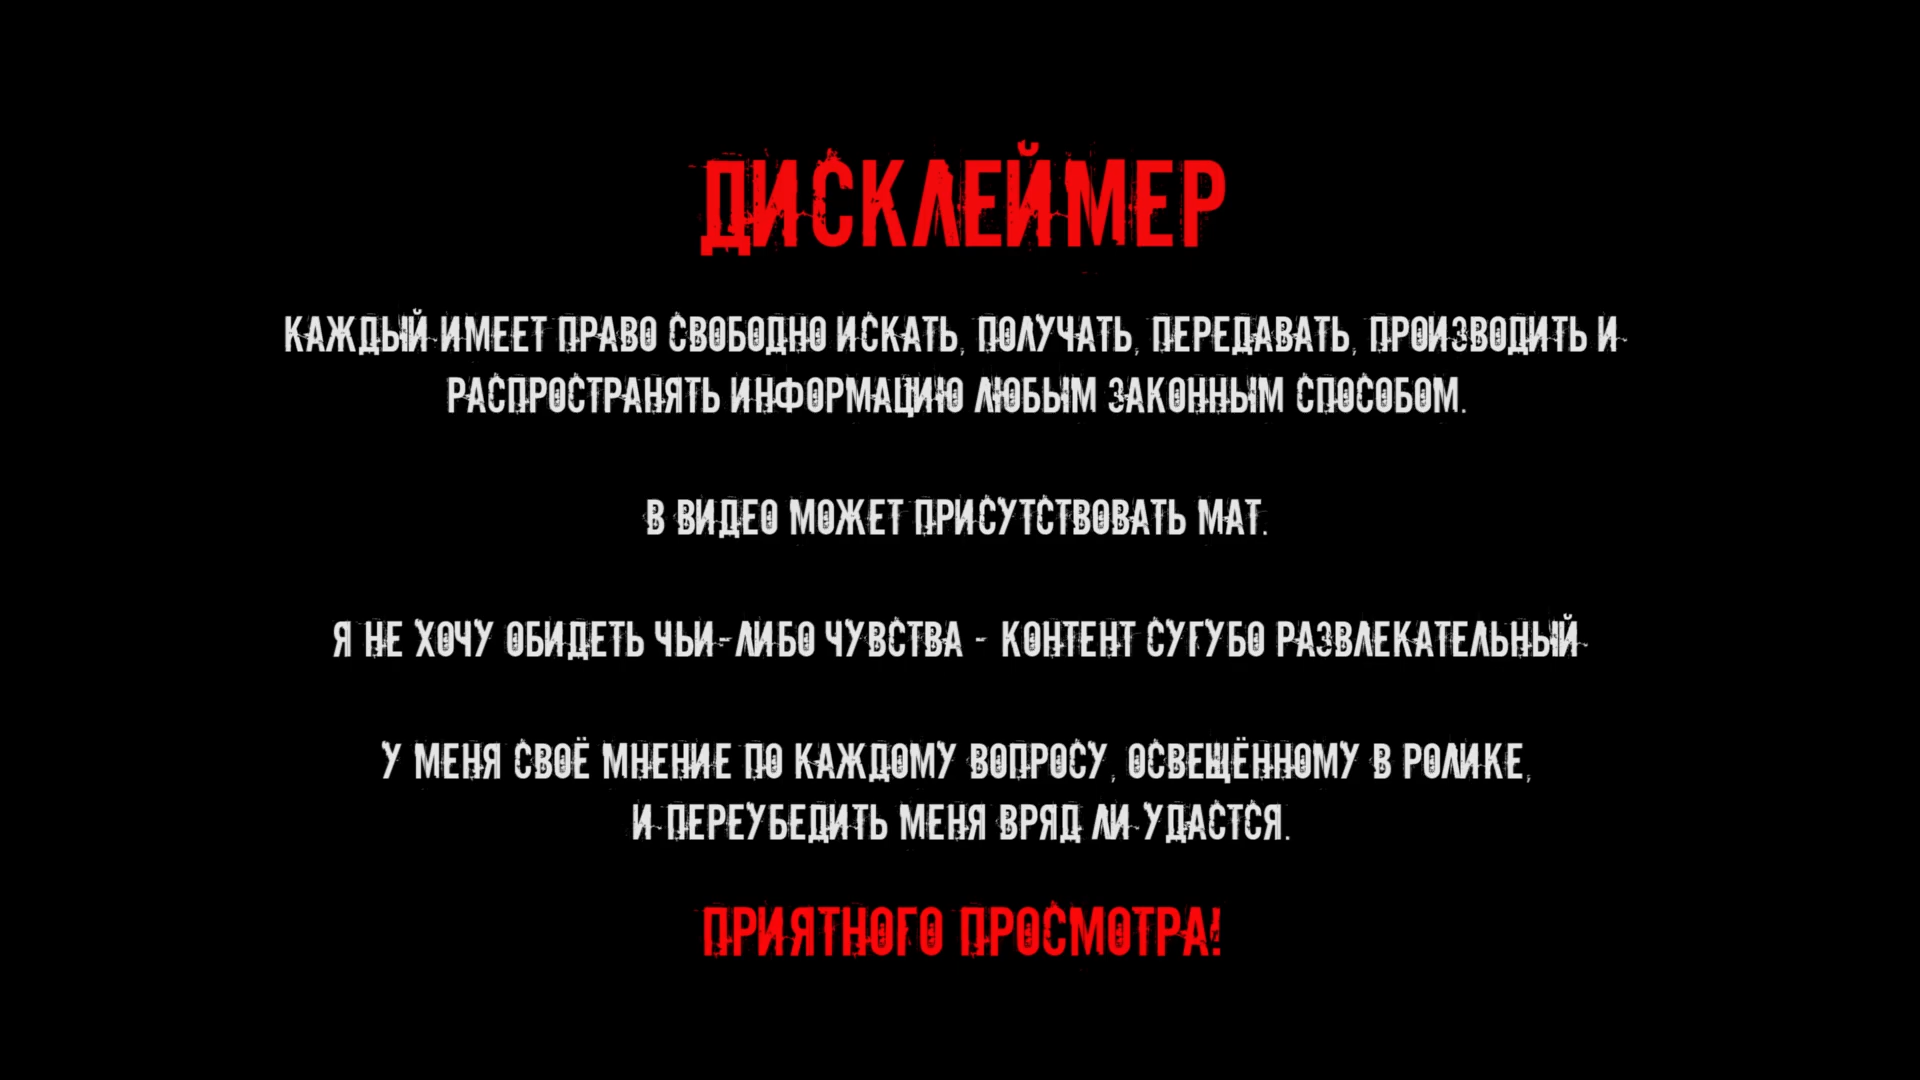 ДИСКЛЕЙМЕР
КАЖДЫЙ ИМЕЕТ ПРАВО СВОБОДНО ИСКАТЬ, ПОЛУЧАТЬ, ПЕРЕДАВАТЬ, ПРОИЗВОДИТЬ И
РАСПРОСТРАНЯТЬ ИНФОРМАЦИЮ ЛЮБЫМ ЗАКОННЫМ СПОСОБОМ.
В ВИДЕО МОЖЕТ ПРИСУТСТВОВАТЬ МАТ.
Я НЕ ХОЧУ ОБИДЕТЬ ЧЬИ-ЛИБО ЧУВСТВА - КОНТЕНТ СУГУБО РАЗВЛЕКАТЕЛЬНЫЙ
У МЕНЯ СВОЁ МНЕНИЕ ПО КАЖДОМУ ВОПРОСУ, ОСВЕЩЁННОМУ В РОЛИКЕ,
И ПЕРЕУБЕДИТЬ МЕНЯ ВРЯД ЛИ УДАСТСЯ.
ПРИЯТНОГО ПРОСМОТРА!